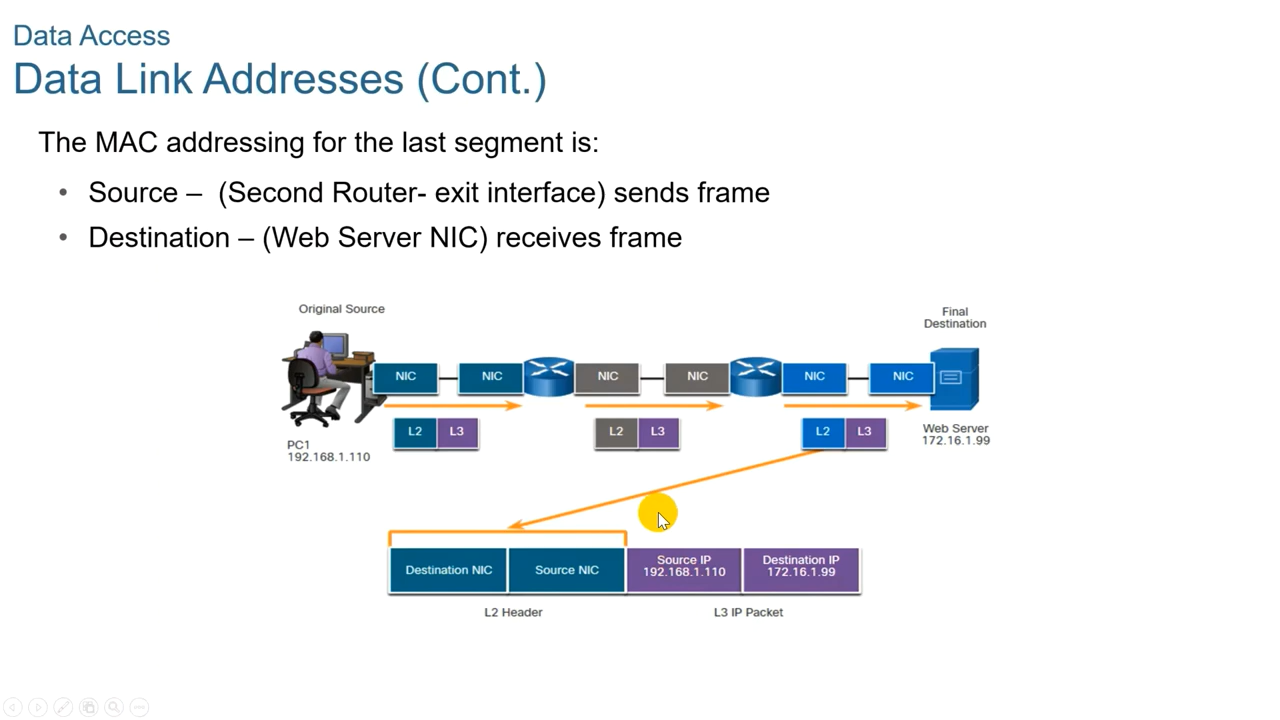 Data Access
Data Link Addresses (Cont.)
The MAC addressing for the last segment is:
• Source – (Second Router- exit interface) sends frame
• Destination – (Web Server NIC) receives frame
Original Source
Final
Destination
NIC NIC NIC NIC NIC NIC
L2 L3 L2 L3 L2 L3
PC1
192.168.1.110
Web Server
172.16.1.99
Destination NIC
Source NIC
Source IP
192.168.1.110
Destination IP
172.16.1.99
L2 Header
L3 IP Packet